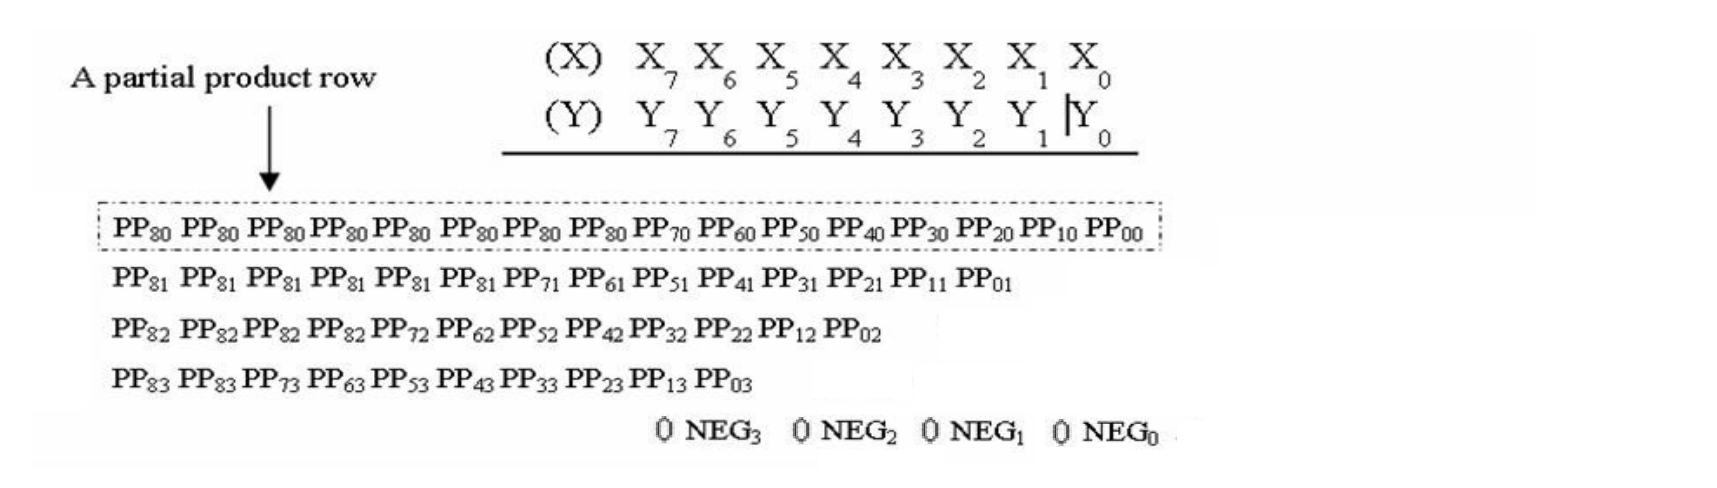 (X) X₇ X₆ X₅ X₄ X₃ X₂ X₁ X₀
A partial product row
(Y) Y₇ Y₆ Y₅ Y₄ Y₃ Y₂ Y₁ Y₀
PP₈₀ PP₈₀ PP₈₀ PP₈₀ PP₈₀ PP₈₀ PP₈₀ PP₈₀ PP₇₀ PP₆₀ PP₅₀ PP₄₀ PP₃₀ PP₂₀ PP₁₀ PP₀₀
PP₈₁ PP₈₁ PP₈₁ PP₈₁ PP₈₁ PP₈₁ PP₇₁ PP₆₁ PP₅₁ PP₄₁ PP₃₁ PP₂₁ PP₁₁ PP₀₁
PP₈₂ PP₈₂ PP₈₂ PP₈₂ PP₇₂ PP₆₂ PP₅₂ PP₄₂ PP₃₂ PP₂₂ PP₁₂ PP₀₂
PP₈₃ PP₈₃ PP₇₃ PP₆₃ PP₅₃ PP₄₃ PP₃₃ PP₂₃ PP₁₃ PP₀₃
0 NEG₃ 0 NEG₂ 0 NEG₁ 0 NEG₀